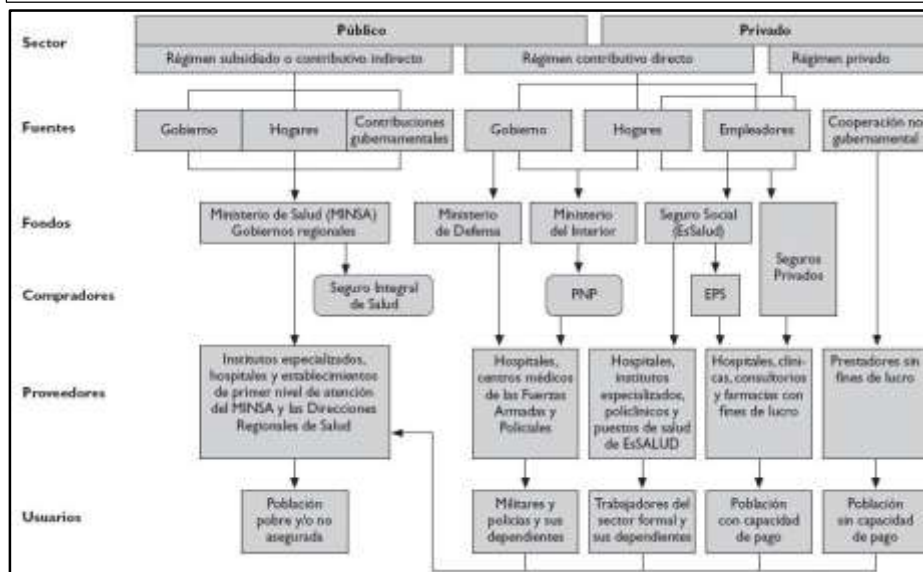 Sector
Público
Privado
Régimen subsidiado o contributivo indirecto
Régimen contributivo directo
Régimen privado
Fuentes
Gobierno
Hogares
Contribuciones
gubernamentales
Gobierno
Hogares
Empleadores
Cooperación no
gubernamental
Fondos
Ministerio de Salud (MINSA)
Gobiernos regionales
Ministerio
de Defensa
Ministerio
del Interior
Seguro Social
(EsSalud)
Seguros
Privados
Compradores
Seguro Integral
de Salud
PNP
EPS
Proveedores
Institutos especializados,
hospitales y establecimientos
de primer nivel de atención
del MINSA y las Direcciones
Regionales de Salud
Hospitales,
centros médicos
de las Fuerzas
Armadas y
Policiales
Hospitales,
institutos
especializados,
policlínicos y
puestos de salud
de EsSALUD
Hospitales, clíni-
cas, consultorios
y farmacias con
fines de lucro
Prestadores sin
fines de lucro
Usuarios
Población
pobre y/o no
asegurada
Militares y
policías y sus
dependientes
Trabajadores del
sector formal y
sus dependientes
Población
con capacidad
de pago
Población
sin capacidad
de pago